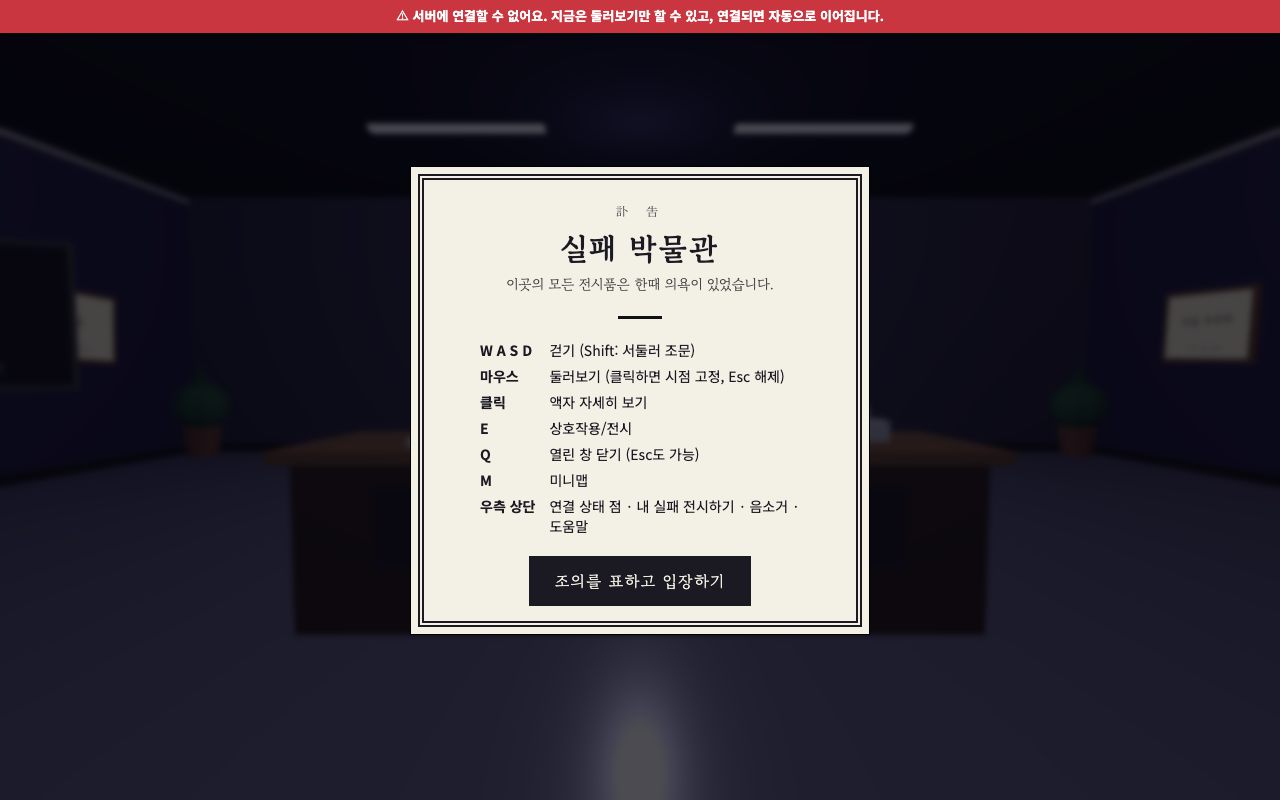 ⚠ 서버에 연결할 수 없어요. 지금은 둘러보기만 할 수 있고, 연결되면 자동으로 이어집니다.
訃 告
실패 박물관
이곳의 모든 전시품은 한때 의욕이 있었습니다.
W A S D 걷기 (Shift: 서둘러 조문)
마우스 둘러보기 (클릭하면 시점 고정, Esc 해제)
클릭 액자 자세히 보기
E 상호작용/전시
Q 열린 창 닫기 (Esc도 가능)
M 미니맵
우측 상단 연결 상태 점 · 내 실패 전시하기 · 음소거 ·
도움말
조의를 표하고 입장하기